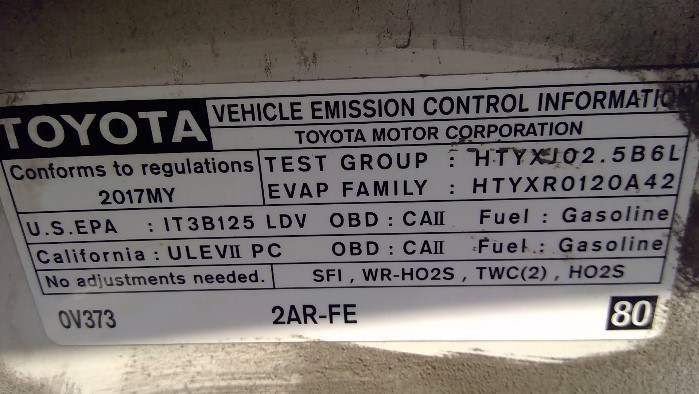 TOYOTA VEHICLE EMISSION CONTROL INFORMATION
TOYOTA MOTOR CORPORATION
Conforms to regulations
2017MY
TEST GROUP : HTYXJ02.5B6L
EVAP FAMILY : HTYXR0120A42
U.S.EPA : IT3B125 LDV OBD : CAII Fuel : Gasoline
California : ULEVII PC OBD : CAII Fuel : Gasoline
No adjustments needed. SFI , WR-HO2S , TWC(2) , HO2S
0V373 2AR-FE 80